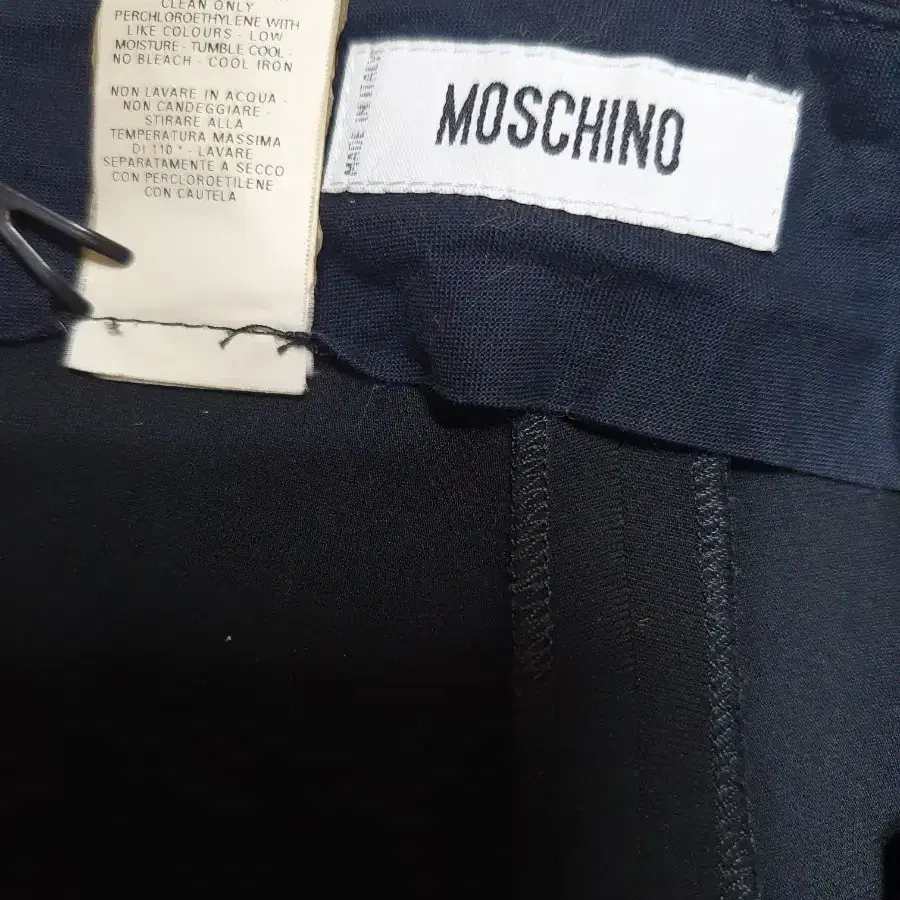 CLEAN ONLY
PERCHLOROETHYLENE WITH
LIKE COLOURS - LOW
MOISTURE - TUMBLE COOL -
NO BLEACH - COOL IRON
NON LAVARE IN ACQUA -
NON CANDEGGIARE -
STIRARE ALLA
TEMPERATURA MASSIMA
DI 110° - LAVARE
SEPARATAMENTE A SECCO
CON PERCLOROETILENE
CON CAUTELA
MADE IN ITALY
MOSCHINO